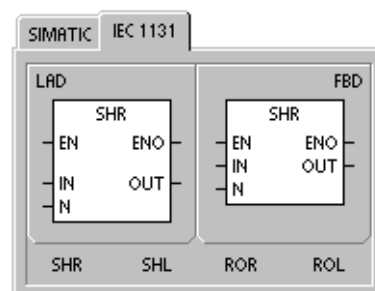 SIMATIC IEC 1131
LAD FBD
SHR SHR
EN ENO EN ENO
IN OUT IN OUT
N N
SHR SHL ROR ROL